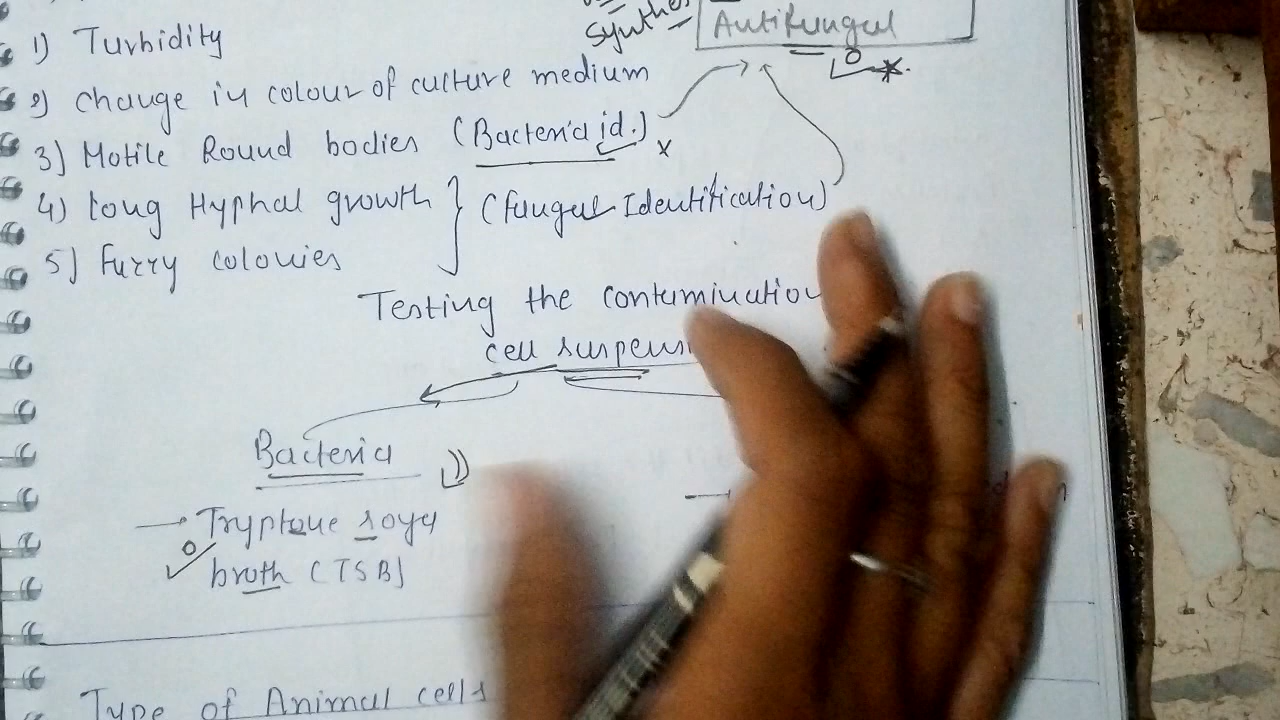 Antifungal
1) Turbidity
2) Change in colour of culture medium
3) Motile Round bodies (Bacteria id.)
x
4) Long Hyphal growth } (fungal Identification)
5) Furry colonies
Testing the contamination
cell
Bacteria
→ Tryptone soya
broth (TSB)
Type of Animal cells